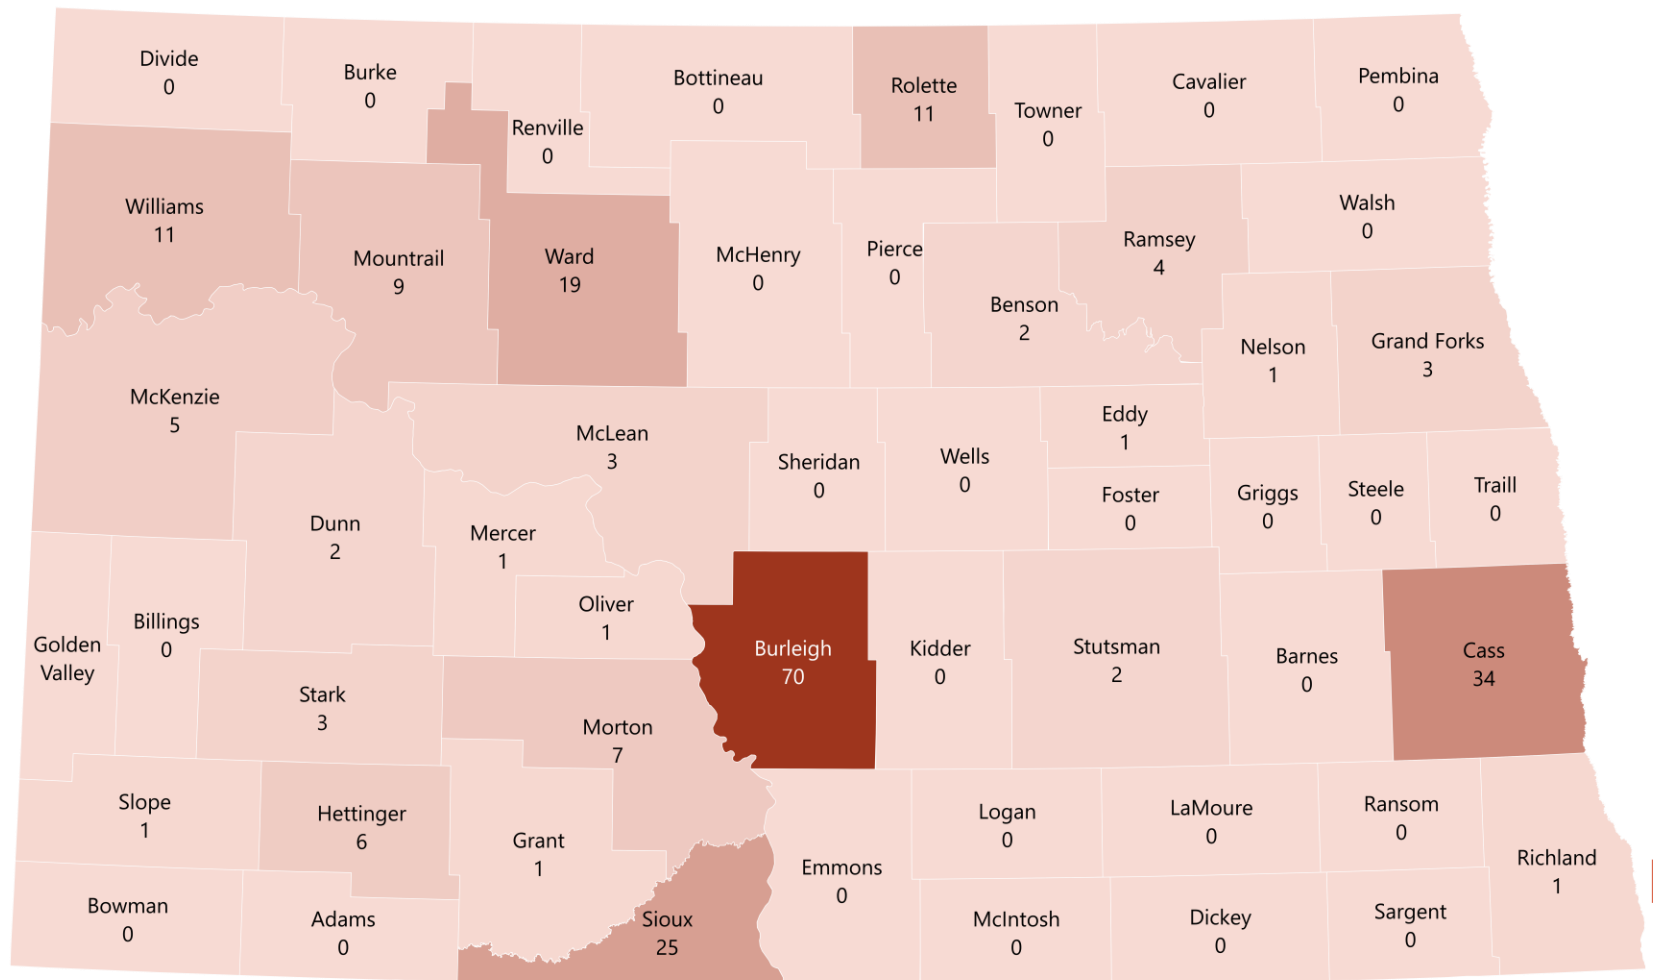 Divide
0
Burke
0
Renville
0
Bottineau
0
Rolette
11
Towner
0
Cavalier
0
Pembina
0
Williams
11
Mountrail
9
Ward
19
McHenry
0
Pierce
0
Benson
2
Ramsey
4
Walsh
0
Nelson
1
Grand Forks
3
McKenzie
5
Dunn
2
McLean
3
Mercer
1
Oliver
1
Sheridan
0
Wells
0
Eddy
1
Foster
0
Griggs
0
Steele
0
Traill
0
Golden
Valley
Billings
0
Stark
3
Morton
7
Burleigh
70
Kidder
0
Stutsman
2
Barnes
0
Cass
34
Slope
1
Hettinger
6
Grant
1
Bowman
0
Adams
0
Sioux
25
Emmons
0
Logan
0
LaMoure
0
Ransom
0
Richland
1
McIntosh
0
Dickey
0
Sargent
0